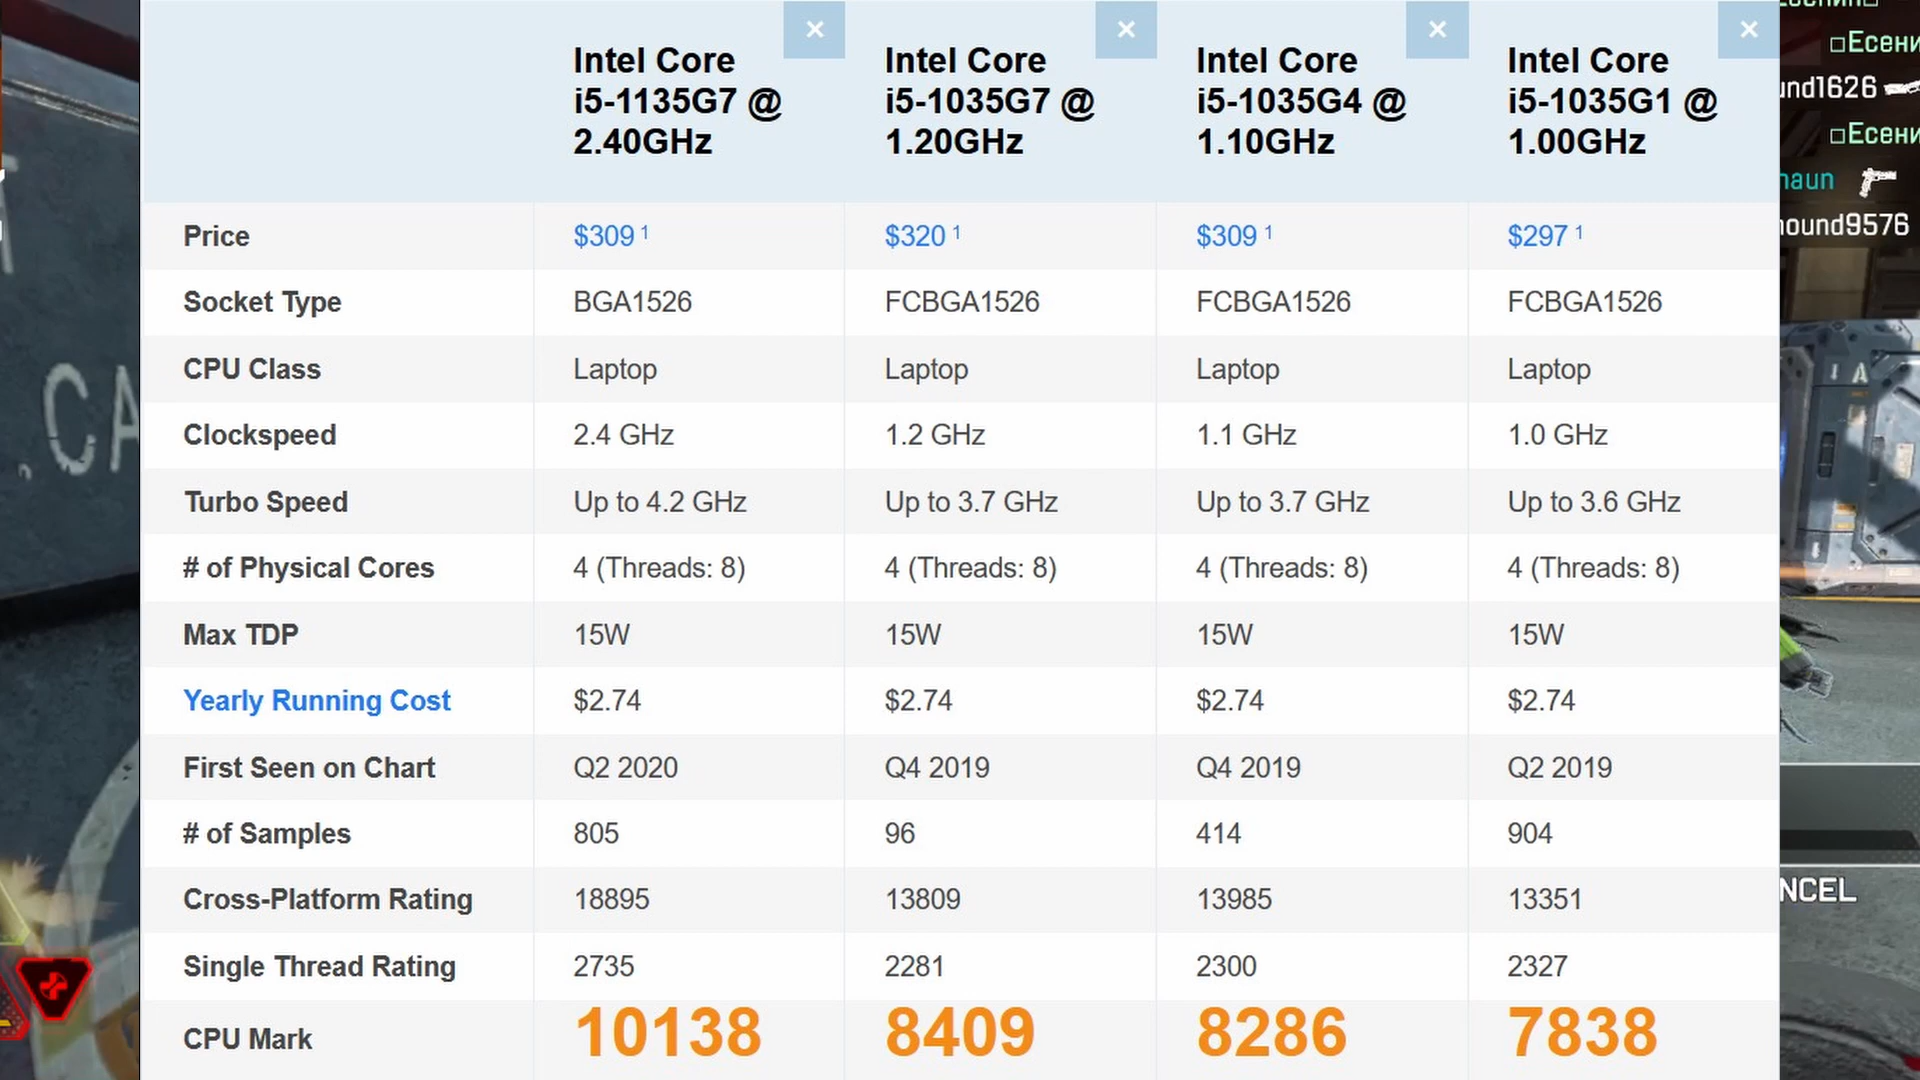 Intel Core
i5-1135G7 @
2.40GHz
×
Intel Core
i5-1035G7 @
1.20GHz
×
Intel Core
i5-1035G4 @
1.10GHz
×
Intel Core
i5-1035G1 @
1.00GHz
×
Price $309 1 $320 1 $309 1 $297 1
Socket Type BGA1526 FCBGA1526 FCBGA1526 FCBGA1526
CPU Class Laptop Laptop Laptop Laptop
Clockspeed 2.4 GHz 1.2 GHz 1.1 GHz 1.0 GHz
Turbo Speed Up to 4.2 GHz Up to 3.7 GHz Up to 3.7 GHz Up to 3.6 GHz
# of Physical Cores 4 (Threads: 8) 4 (Threads: 8) 4 (Threads: 8) 4 (Threads: 8)
Max TDP 15W 15W 15W 15W
Yearly Running Cost $2.74 $2.74 $2.74 $2.74
First Seen on Chart Q2 2020 Q4 2019 Q4 2019 Q2 2019
# of Samples 805 96 414 904
Cross-Platform Rating 18895 13809 13985 13351
Single Thread Rating 2735 2281 2300 2327
CPU Mark 10138 8409 8286 7838
.CA
□Есени
und1626
□Есени
naun
ound9576
A
NCEL